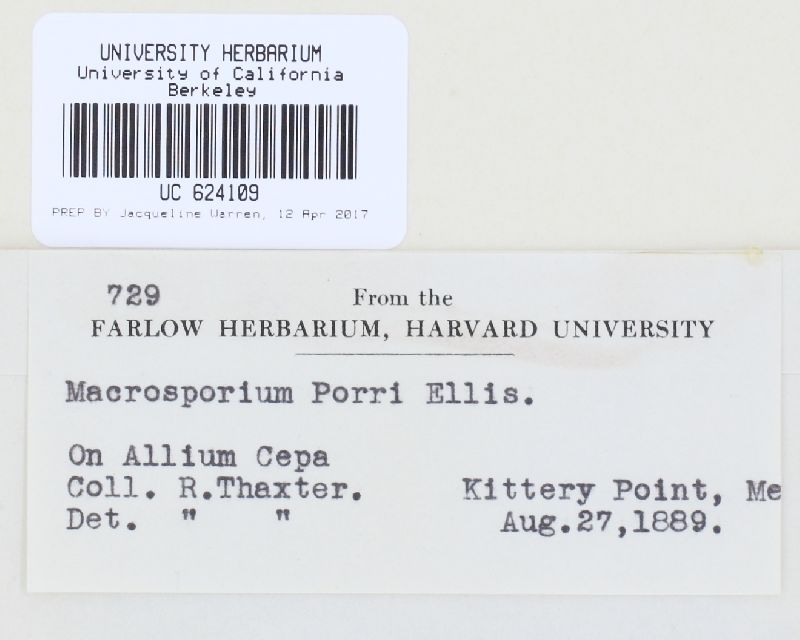 UNIVERSITY HERBARIUM
University of California
Berkeley
UC 624109
PREP BY Jacqueline Warren, 12 Apr 2017
729
From the
FARLOW HERBARIUM, HARVARD UNIVERSITY
Macrosporium Porri Ellis.
On Allium Cepa
Coll. R.Thaxter.
Kittery Point, Me
Det. " "
Aug.27,1889.